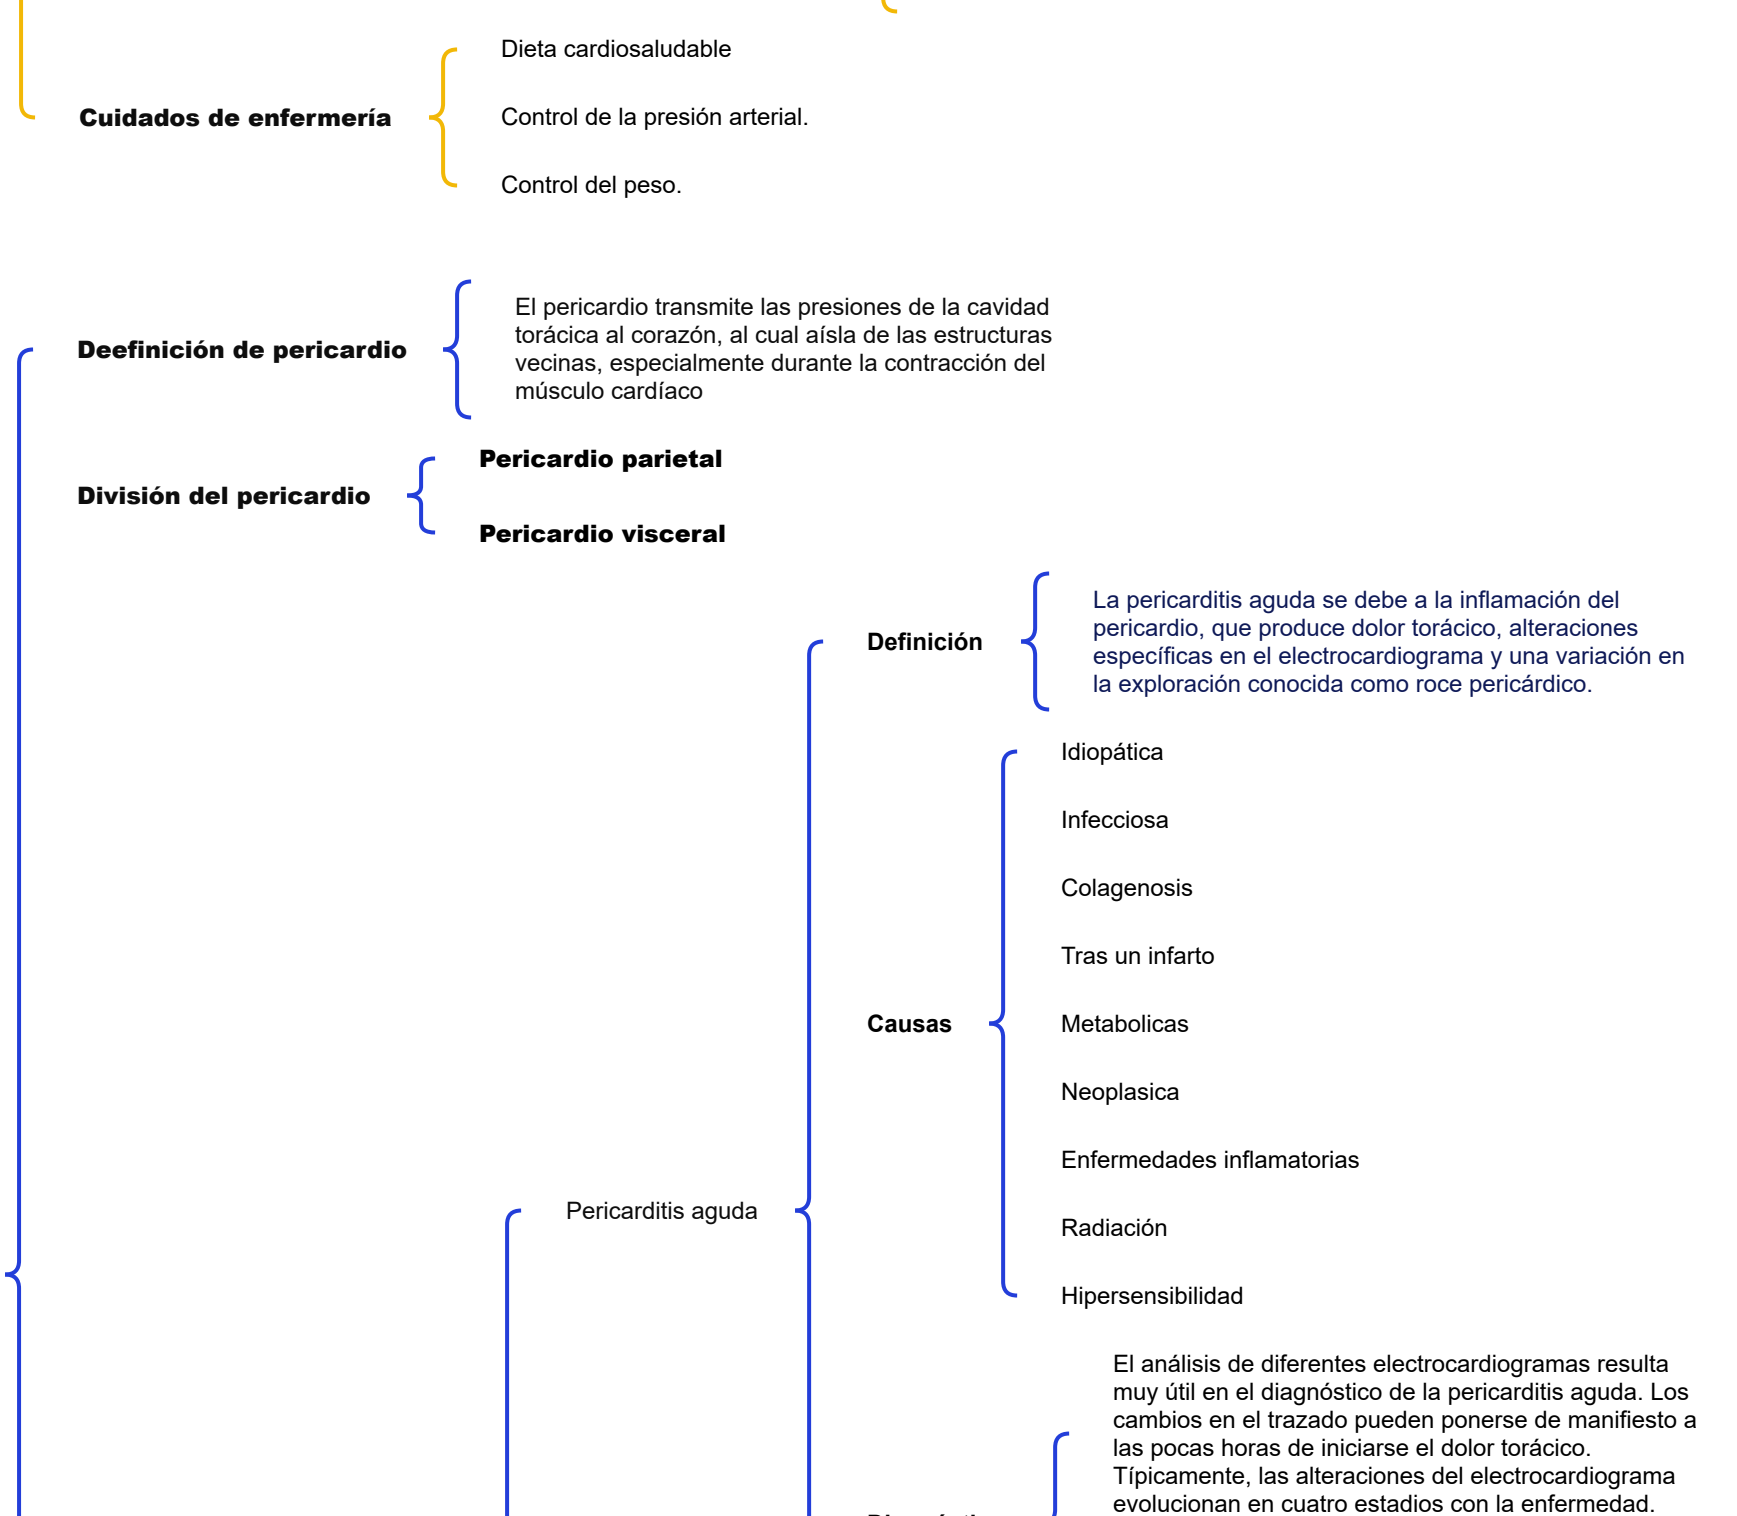 Dieta cardiosaludable
Cuidados de enfermería
Control de la presión arterial.
Control del peso.
Deefinición de pericardio
El pericardio transmite las presiones de la cavidad
torácica al corazón, al cual aísla de las estructuras
vecinas, especialmente durante la contracción del
músculo cardíaco
División del pericardio
Pericardio parietal
Pericardio visceral
Pericarditis aguda
Definición
La pericarditis aguda se debe a la inflamación del
pericardio, que produce dolor torácico, alteraciones
específicas en el electrocardiograma y una variación en
la exploración conocida como roce pericárdico.
Causas
Idiopática
Infecciosa
Colagenosis
Tras un infarto
Metabolicas
Neoplasica
Enfermedades inflamatorias
Radiación
Hipersensibilidad
El análisis de diferentes electrocardiogramas resulta
muy útil en el diagnóstico de la pericarditis aguda. Los
cambios en el trazado pueden ponerse de manifiesto a
las pocas horas de iniciarse el dolor torácico.
Típicamente, las alteraciones del electrocardiograma
evolucionan en cuatro estadios con la enfermedad.